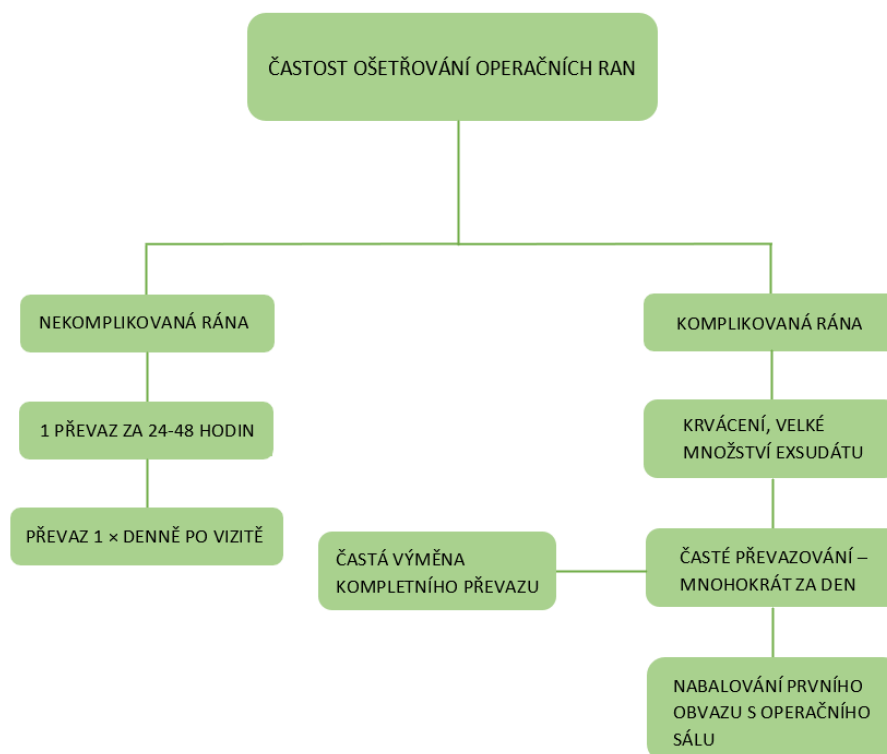 ČASTOST OŠETŘOVÁNÍ OPERAČNÍCH RAN
NEKOMPLIKOVANÁ RÁNA
1 PŘEVAZ ZA 24-48 HODIN
PŘEVAZ 1 × DENNĚ PO VIZITĚ
KOMPLIKOVANÁ RÁNA
KRVÁCENÍ, VELKÉ
MNOŽSTVÍ EXSUDÁTU
ČASTÉ PŘEVAZOVÁNÍ –
MNOHOKRÁT ZA DEN
ČASTÁ VÝMĚNA
KOMPLETNÍHO PŘEVAZU
NABALOVÁNÍ PRVNÍHO
OBVAZU S OPERAČNÍHO
SÁLU